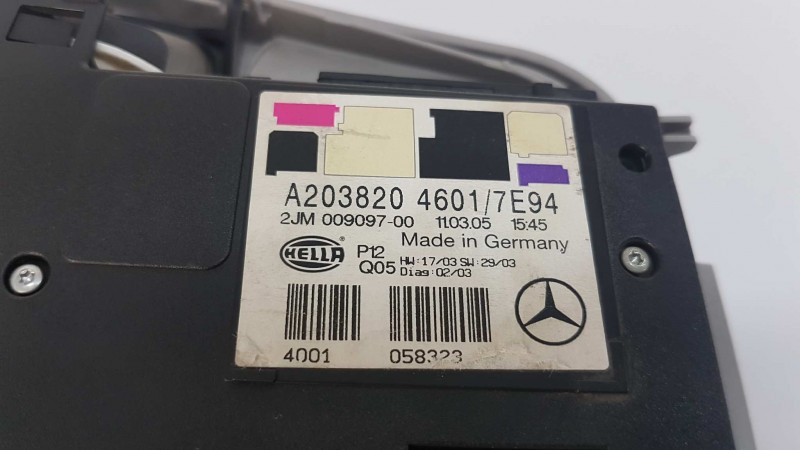 A203820 4601/7E94
2JM 009097-00 11.03.05 15:45
Made in Germany
HELLA P12 HW:17/03 SW:29/03
Q05 Diag:02/03
4001 058323